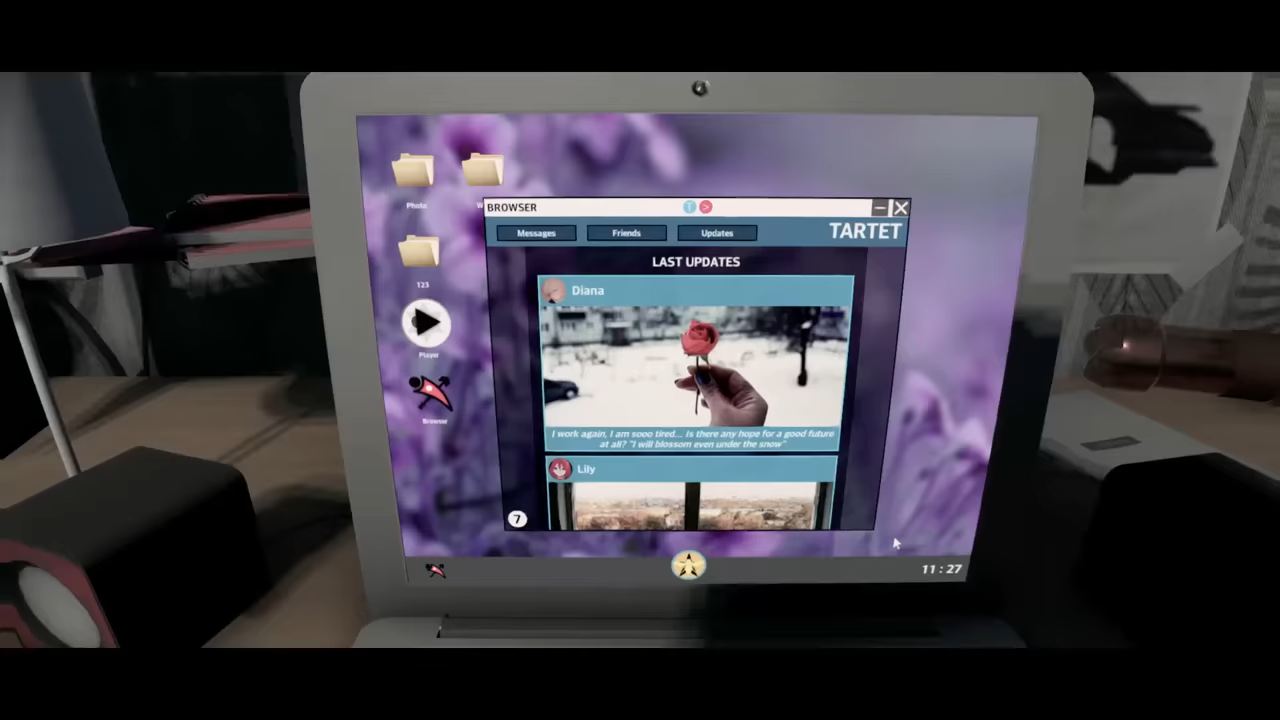 Photo
BROWSER
Messages
Friends
Updates
TARTET
LAST UPDATES
Diana
123
Player
Browser
I work again, I am sooo tired... Is there any hope for a good future
at all? "I will blossom even under the snow"
Lily
7
11 : 27